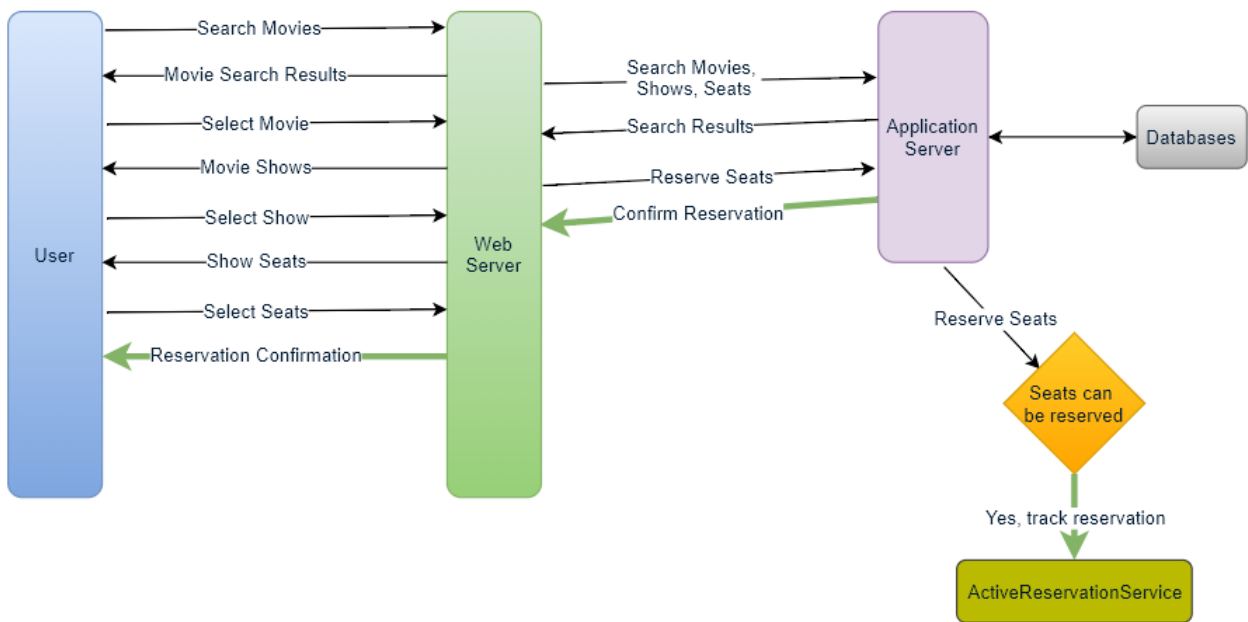 Search Movies
Movie Search Results
Select Movie
Movie Shows
Select Show
Show Seats
Select Seats
Reservation Confirmation
User
Web
Server
Search Movies,
Shows, Seats
Search Results
Reserve Seats
Confirm Reservation
Application
Server
Databases
Reserve Seats
Seats can
be reserved
Yes, track reservation
ActiveReservationService